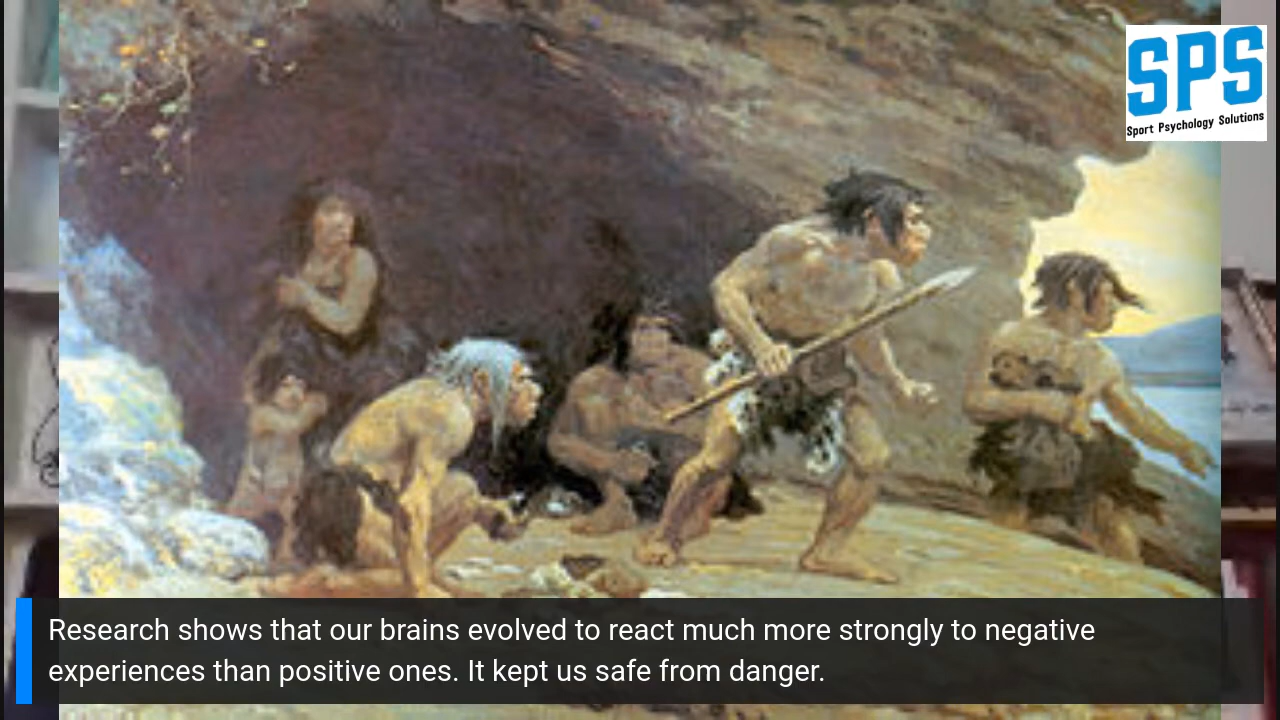 SPS
Sport Psychology Solutions
Research shows that our brains evolved to react much more strongly to negative
experiences than positive ones. It kept us safe from danger.